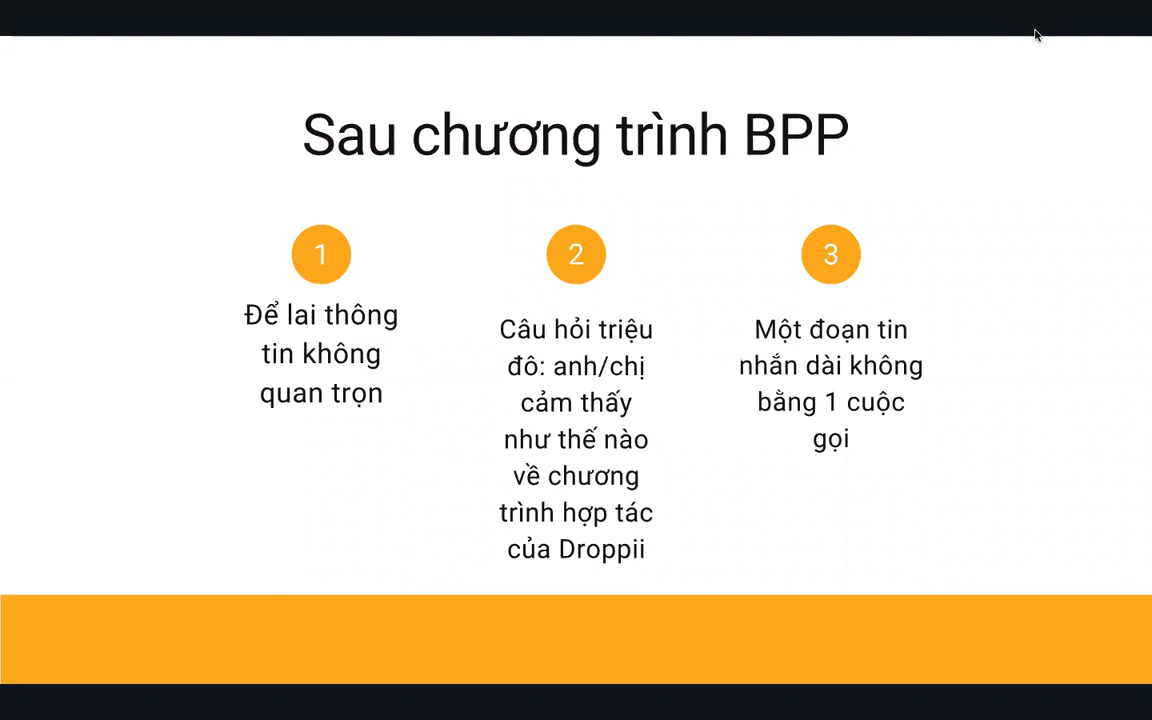 Sau chương trình BPP
1
Để lai thông
tin không
quan trọn
2
Câu hỏi triệu
đô: anh/chị
cảm thấy
như thế nào
về chương
trình hợp tác
của Droppii
3
Một đoạn tin
nhắn dài không
bằng 1 cuộc
gọi